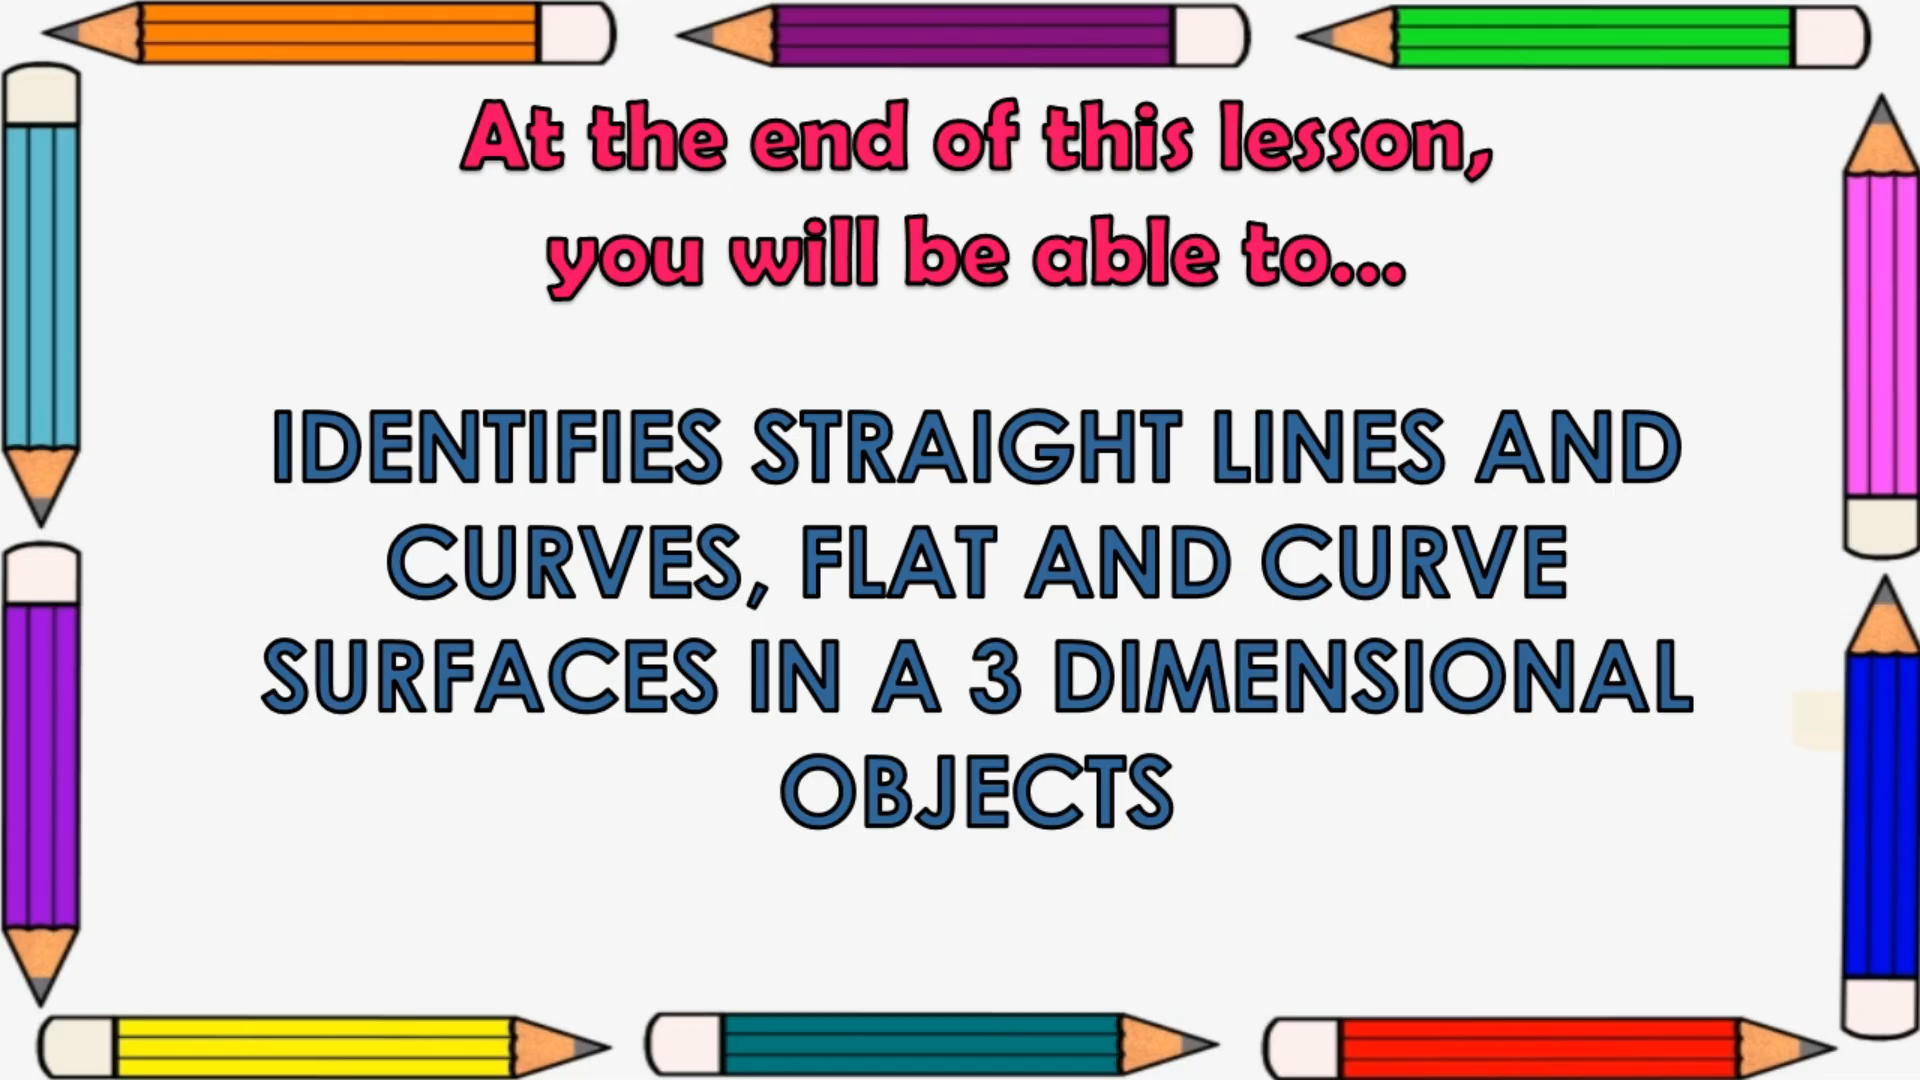 At the end of this lesson,
you will be able to...
IDENTIFIES STRAIGHT LINES AND
CURVES, FLAT AND CURVE
SURFACES IN A 3 DIMENSIONAL
OBJECTS